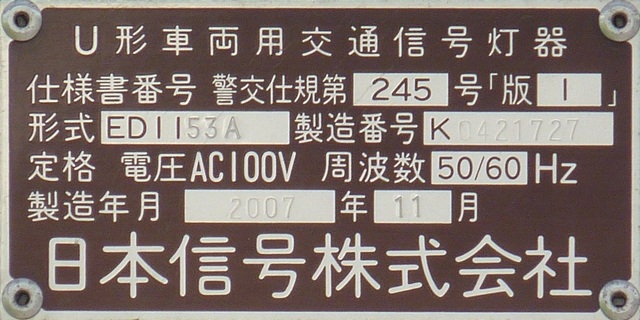 U形車両用交通信号灯器
仕様書番号 警交仕規第 245 号「版 1 」
形式 ED1153A 製造番号 K0421727
定格 電圧AC100V 周波数 50/60 Hz
製造年月 2007 年 11 月
日本信号株式会社